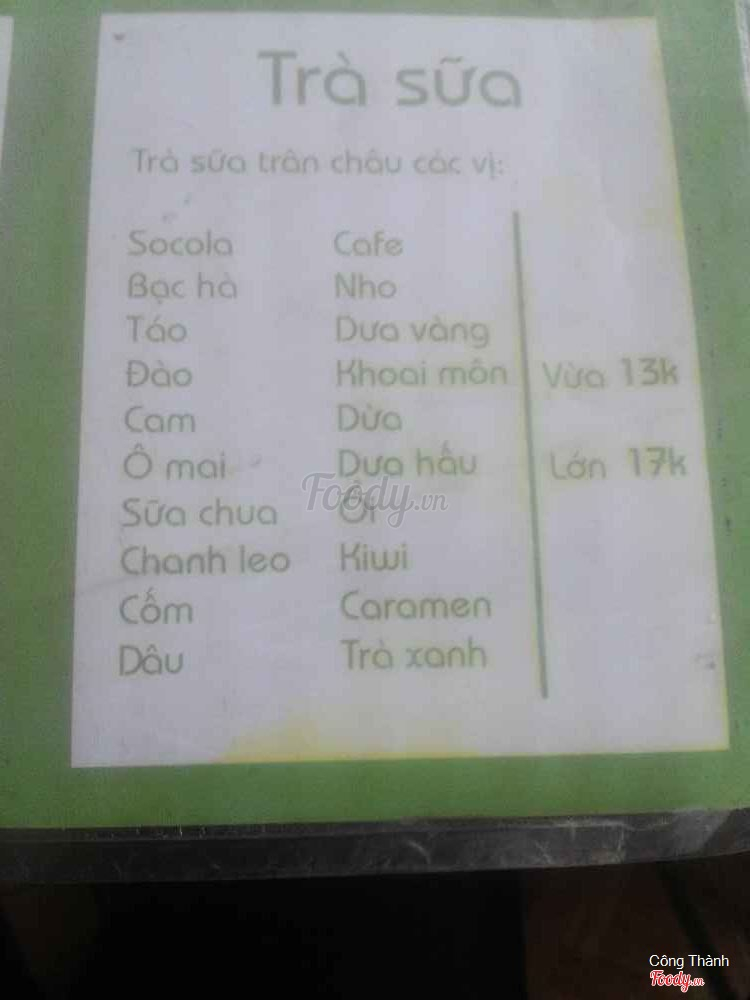 Trà sữa
Trà sữa trân châu các vị:
Socola Cafe
Bạc hà Nho
Táo Dưa vàng
Đào Khoai môn Vừa 13k
Cam Dừa
Ô mai Dưa hấu Lớn 17k
Foody.vn
Sữa chua Ổi
Chanh leo Kiwi
Cốm Caramen
Dâu Trà xanh
Công Thành
Foody.vn